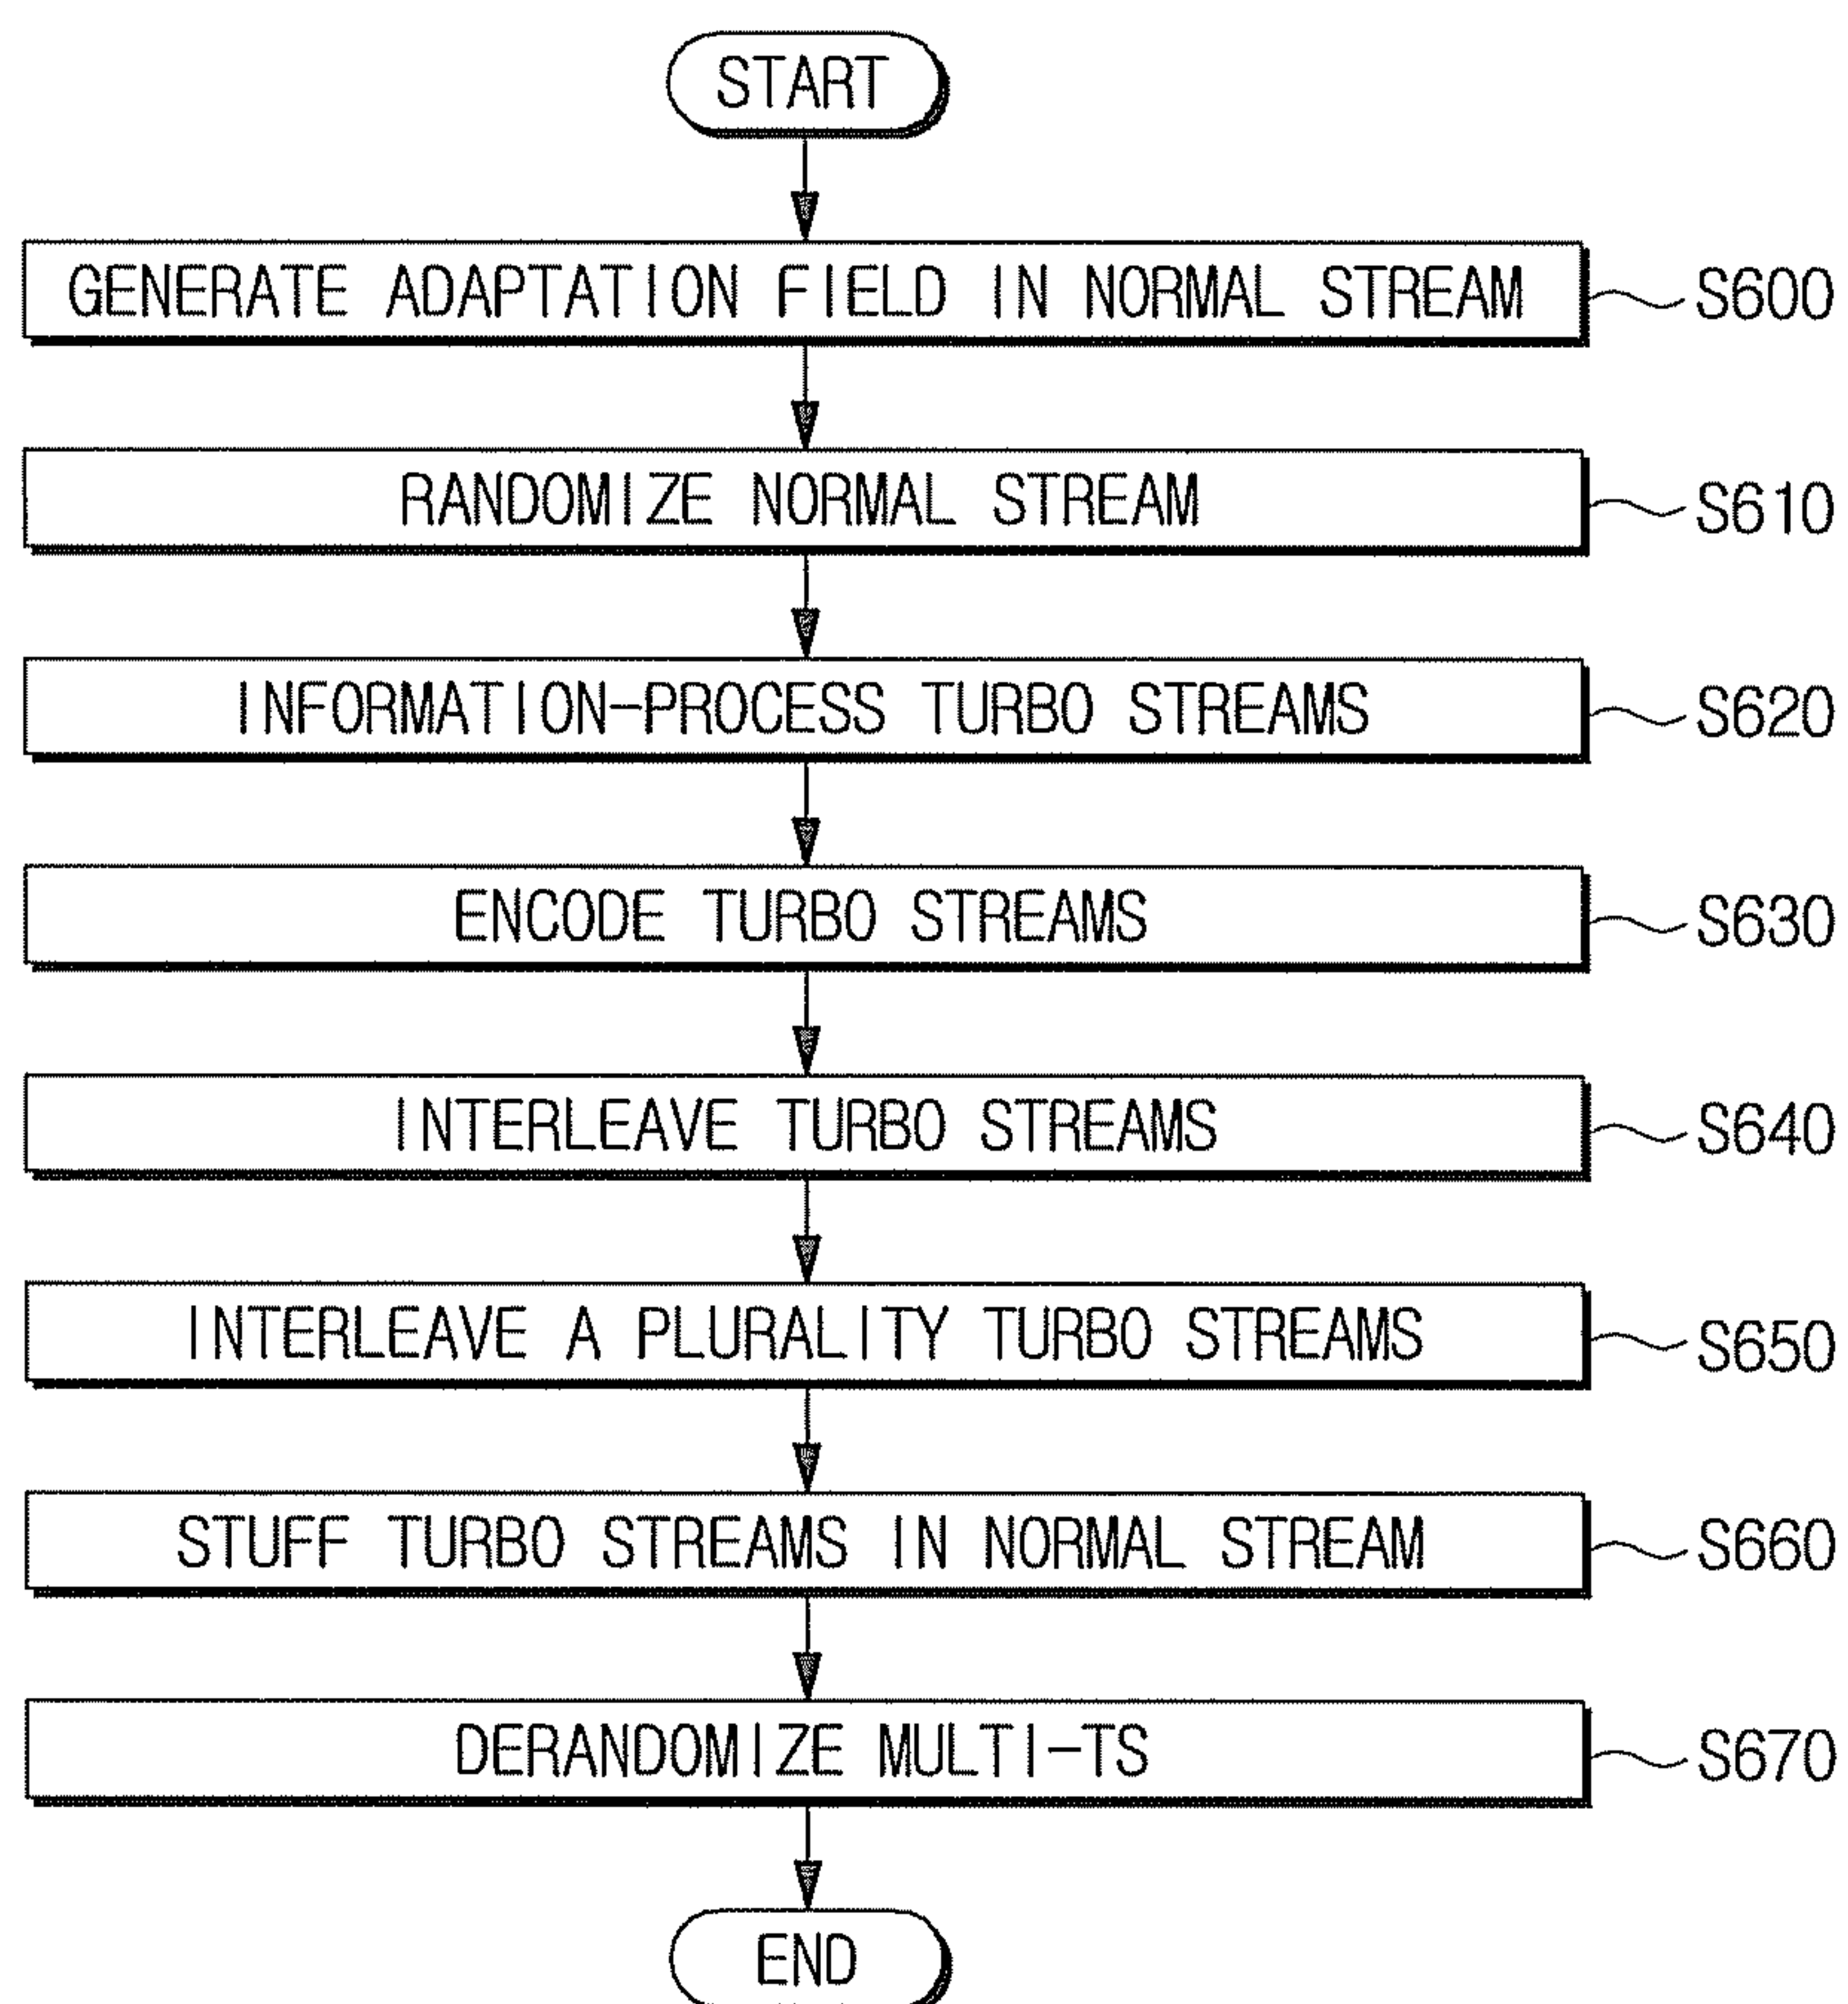 START
GENERATE ADAPTATION FIELD IN NORMAL STREAM
S600
RANDOMIZE NORMAL STREAM
S610
INFORMATION-PROCESS TURBO STREAMS
S620
ENCODE TURBO STREAMS
S630
INTERLEAVE TURBO STREAMS
S640
INTERLEAVE A PLURALITY TURBO STREAMS
S650
STUFF TURBO STREAMS IN NORMAL STREAM
S660
DERANDOMIZE MULTI-TS
S670
END